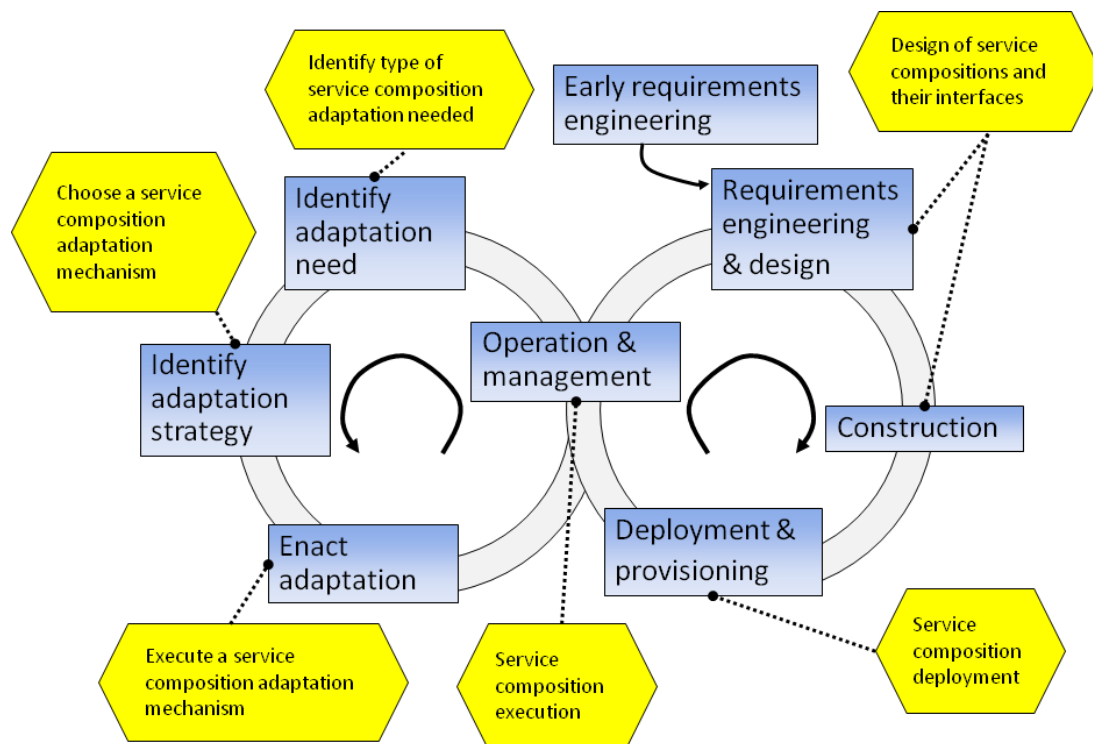 Identify type of
service composition
adaptation needed
Early requirements
engineering
Design of service
compositions and
their interfaces
Choose a service
composition
adaptation
mechanism
Identify
adaptation
need
Requirements
engineering
& design
Operation &
management
Identify
adaptation
strategy
Construction
Enact
adaptation
Deployment &
provisioning
Execute a service
composition adaptation
mechanism
Service
composition
execution
Service
composition
deployment